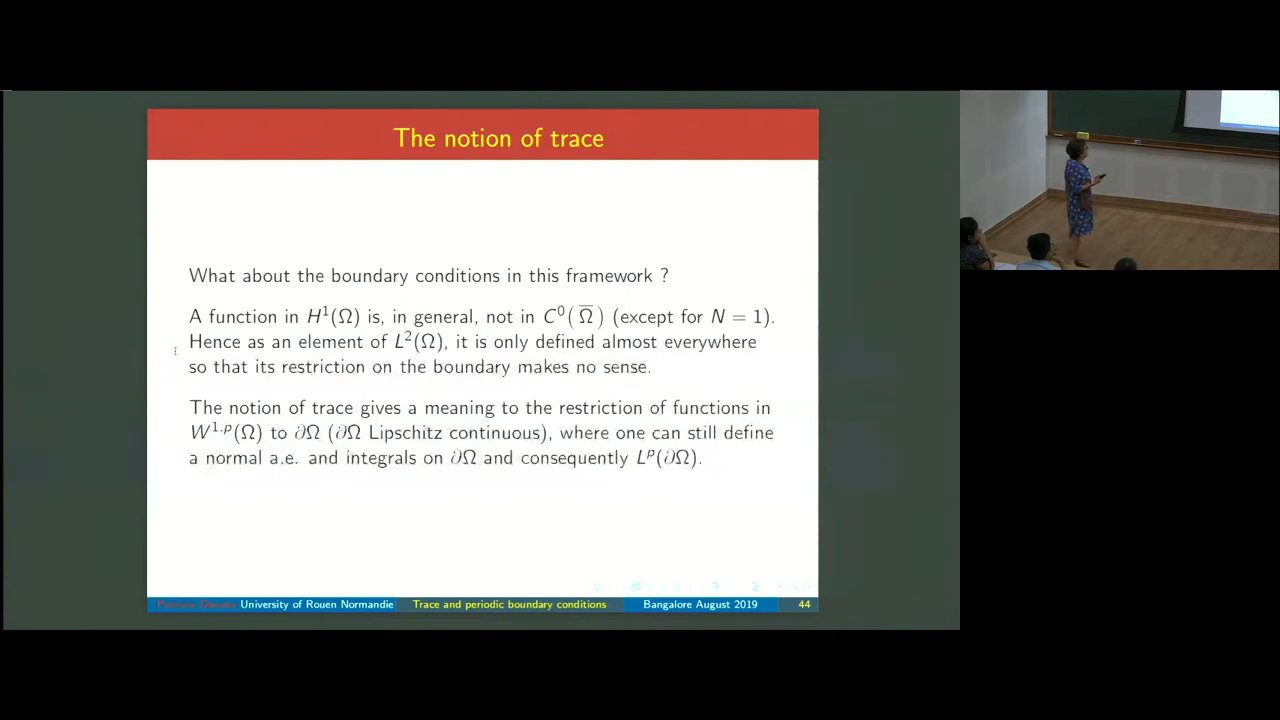 The notion of trace
What about the boundary conditions in this framework ?
A function in H¹(Ω) is, in general, not in C⁰(Ω̅) (except for N = 1).
Hence as an element of L²(Ω), it is only defined almost everywhere
so that its restriction on the boundary makes no sense.
The notion of trace gives a meaning to the restriction of functions in
W¹·ᵖ(Ω) to ∂Ω (∂Ω Lipschitz continuous), where one can still define
a normal a.e. and integrals on ∂Ω and consequently Lᵖ(∂Ω).
University of Rouen Normandie Trace and periodic boundary conditions Bangalore August 2019 44